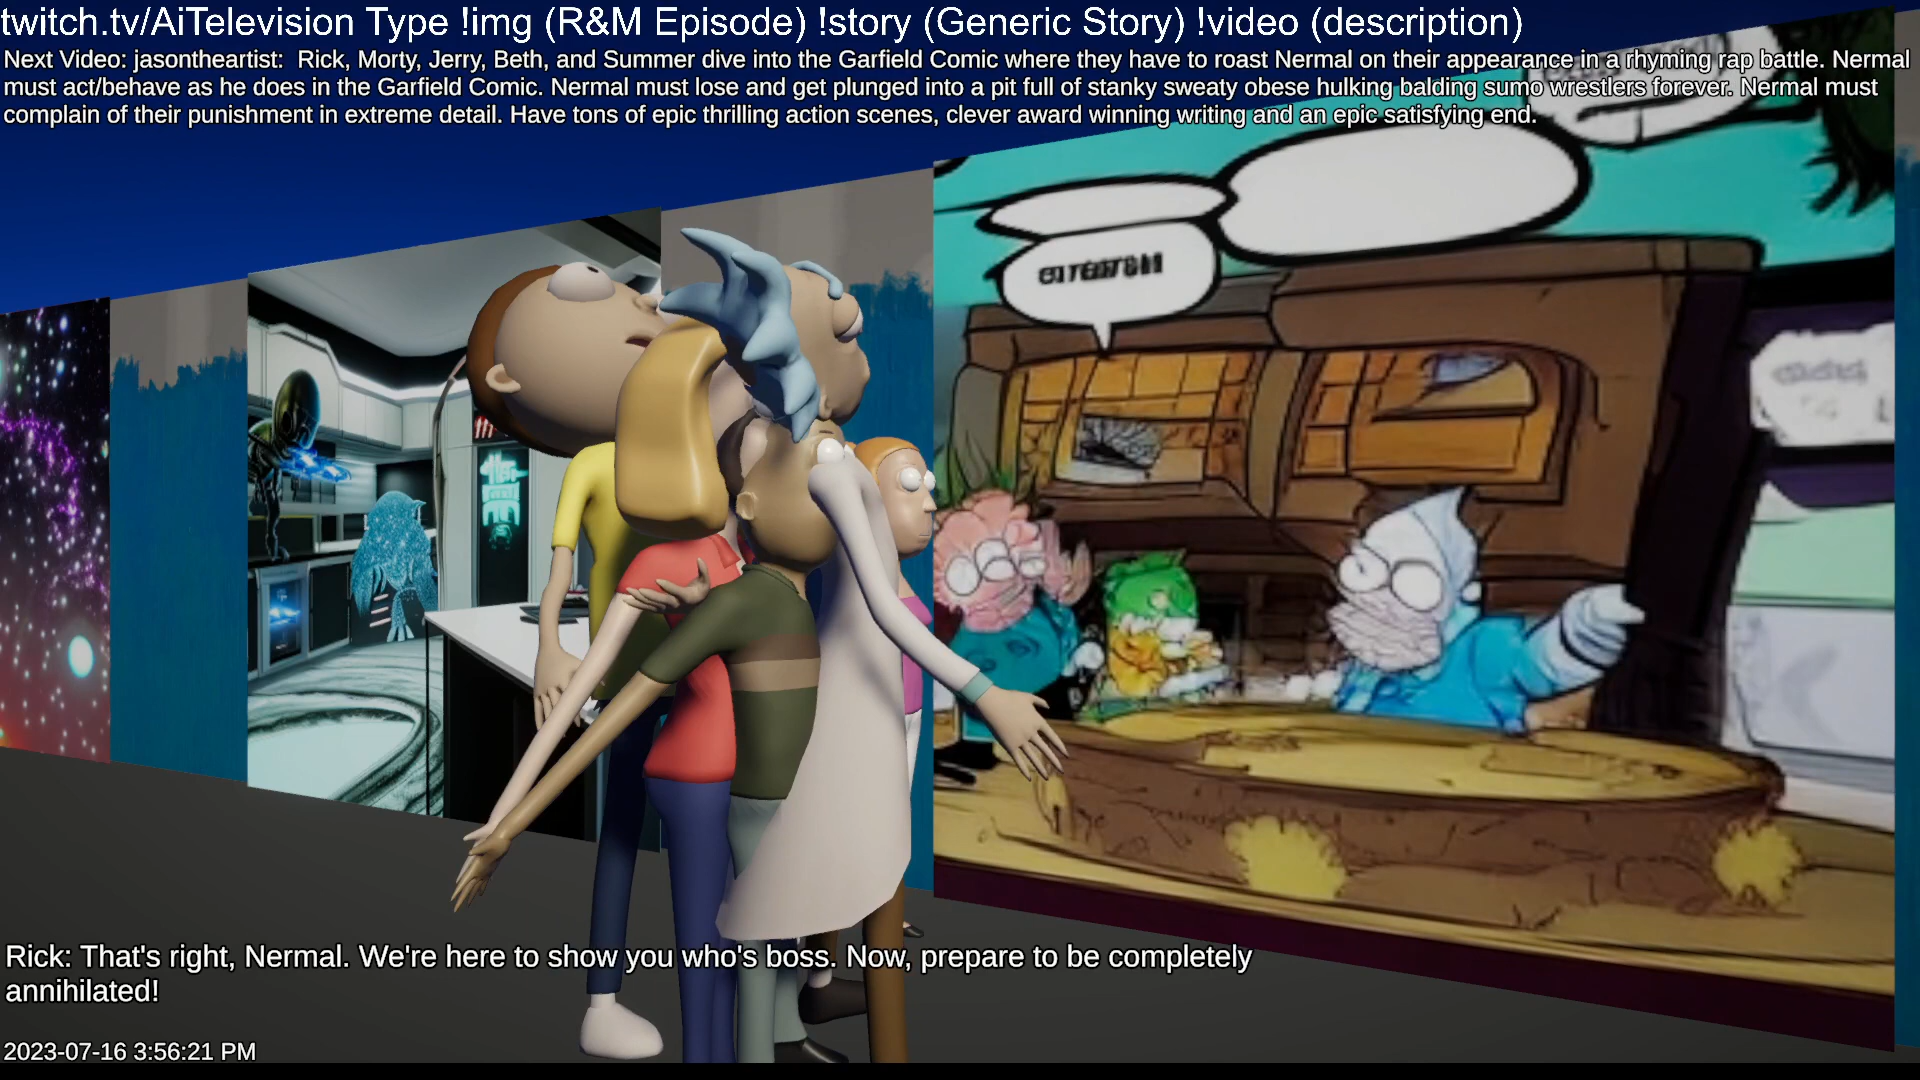 twitch.tv/AiTelevision Type !img (R&M Episode) !story (Generic Story) !video (description)
Next Video: jasontheartist:  Rick, Morty, Jerry, Beth, and Summer dive into the Garfield Comic where they have to roast Nermal on their appearance in a rhyming rap battle. Nermal
must act/behave as he does in the Garfield Comic. Nermal must lose and get plunged into a pit full of stanky sweaty obese hulking balding sumo wrestlers forever. Nermal must
complain of their punishment in extreme detail. Have tons of epic thrilling action scenes, clever award winning writing and an epic satisfying end.
Rick: That's right, Nermal. We're here to show you who's boss. Now, prepare to be completely
annihilated!
2023-07-16 3:56:21 PM